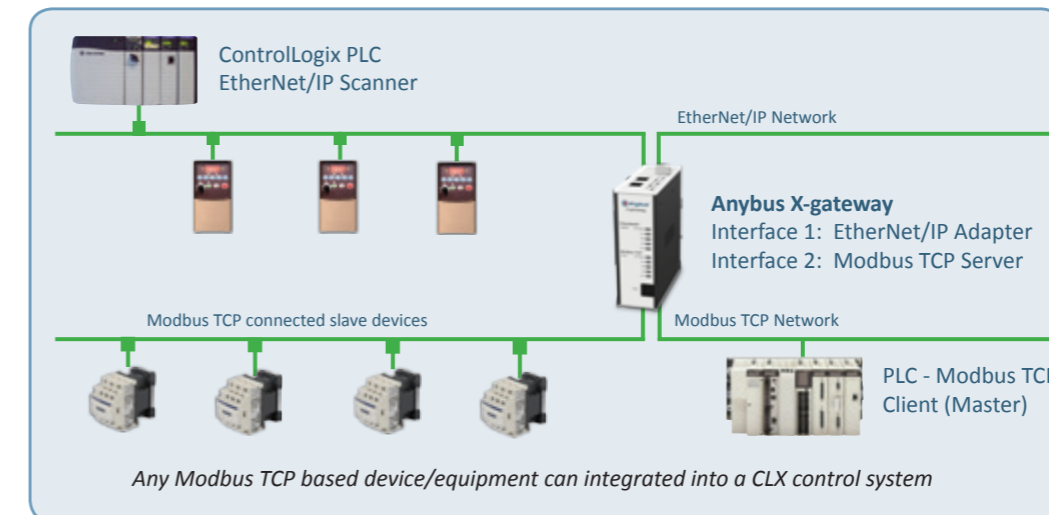 ControlLogix PLC
EtherNet/IP Scanner
EtherNet/IP Network
Anybus X-gateway
Interface 1: EtherNet/IP Adapter
Interface 2: Modbus TCP Server
Modbus TCP connected slave devices
Modbus TCP Network
PLC - Modbus TCP
Client (Master)
Any Modbus TCP based device/equipment can integrated into a CLX control system